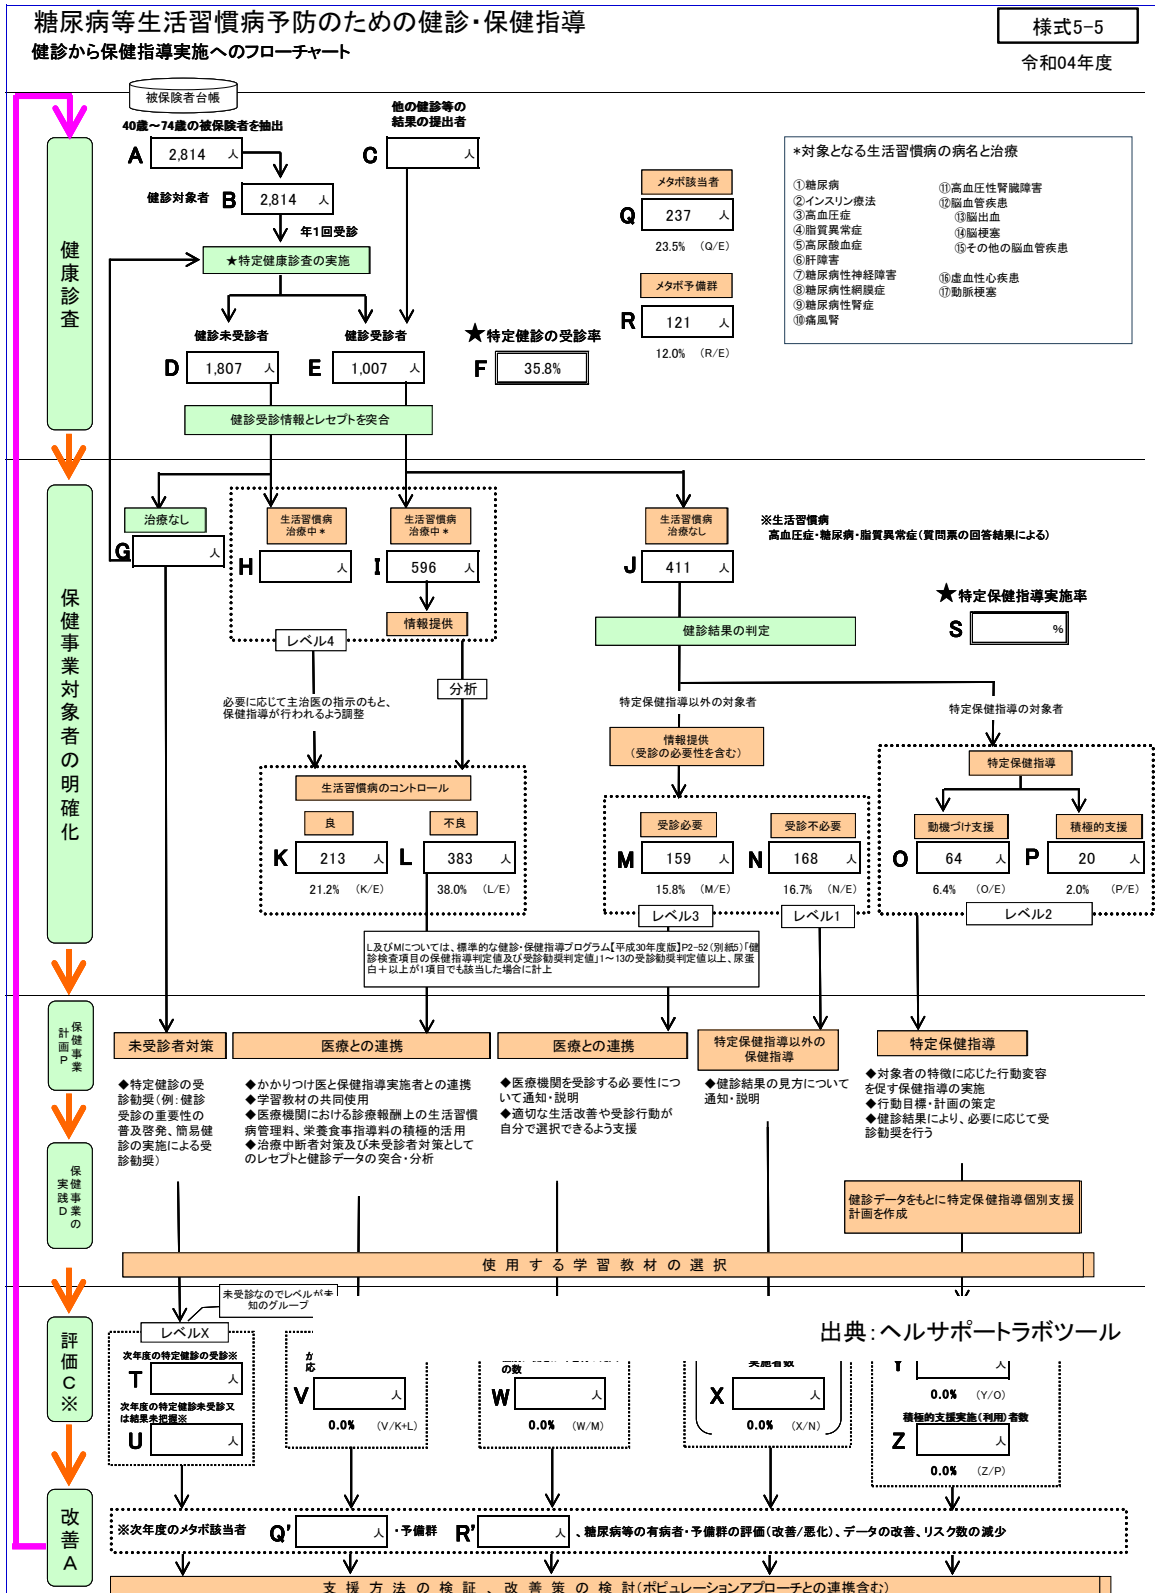 糖尿病等生活習慣病予防のための健診・保健指導
健診から保健指導実施へのフローチャート
様式5-5
令和04年度
被保険者台帳
40歳～74歳の被保険者を抽出
A 2,814 人
他の健診等の
結果の提出者
C 人
健診対象者 B 2,814 人
年1回受診
★特定健康診査の実施
健診未受診者
D 1,807 人
健診受診者
E 1,007 人
★特定健診の受診率
F 35.8%
健診受診情報とレセプトを突合
メタボ該当者
Q 237 人
23.5% (Q/E)
メタボ予備群
R 121 人
12.0% (R/E)
*対象となる生活習慣病の病名と治療
①糖尿病
②インスリン療法
③高血圧症
④脂質異常症
⑤高尿酸血症
⑥肝障害
⑦糖尿病性神経障害
⑧糖尿病性網膜症
⑨糖尿病性腎症
⑩痛風腎
⑪高血圧性腎臓障害
⑫脳血管疾患
⑬脳出血
⑭脳梗塞
⑮その他の脳血管疾患
⑯虚血性心疾患
⑰動脈梗塞
健康診査
保健事業対象者の明確化
治療なし
G 人
生活習慣病
治療中*
H 人
生活習慣病
治療中*
I 596 人
情報提供
レベル4
生活習慣病
治療なし
J 411 人
※生活習慣病
高血圧症・糖尿病・脂質異常症(質問票の回答結果による)
★特定保健指導実施率
S %
健診結果の判定
必要に応じて主治医の指示のもと、
保健指導が行われるよう調整
分析
特定保健指導以外の対象者
特定保健指導の対象者
情報提供
(受診の必要性を含む)
生活習慣病のコントロール
良
K 213 人
21.2% (K/E)
不良
L 383 人
38.0% (L/E)
受診必要
M 159 人
15.8% (M/E)
受診不必要
N 168 人
16.7% (N/E)
レベル3
レベル1
特定保健指導
動機づけ支援
O 64 人
6.4% (O/E)
積極的支援
P 20 人
2.0% (P/E)
レベル2
L及びMについては、標準的な健診・保健指導プログラム【平成30年度版】P2-52(別紙5)「健
診検査項目の保健指導判定値及び受診勧奨判定値」1～13の受診勧奨判定値以上、尿蛋
白＋以上が1項目でも該当した場合に計上
保健事業
計画P
保健事業の
実践D
未受診者対策
◆特定健診の受
診勧奨(例:健診
受診の重要性の
普及啓発、簡易健
診の実施による受
診勧奨)
医療との連携
◆かかりつけ医と保健指導実施者との連携
◆学習教材の共同使用
◆医療機関における診療報酬上の生活習慣
病管理料、栄養食事指導料の積極的活用
◆治療中断者対策及び未受診者対策として
のレセプトと健診データの突合・分析
医療との連携
◆医療機関を受診する必要性につ
いて通知・説明
◆適切な生活改善や受診行動が
自分で選択できるよう支援
特定保健指導以外の
保健指導
◆健診結果の見方について
通知・説明
特定保健指導
◆対象者の特徴に応じた行動変容
を促す保健指導の実施
◆行動目標・計画の策定
◆健診結果により、必要に応じて受
診勧奨を行う
健診データをもとに特定保健指導個別支援
計画を作成
使用する学習教材の選択
評価C※
未受診なのでレベルが未
知のグループ
レベルX
次年度の特定健診の受診※
T 人
次年度の特定健診未受診又
は結果未把握※
U 人
V 人
0.0% (V/K+L)
の数
W 人
0.0% (W/M)
実施者数
X 人
0.0% (X/N)
出典:ヘルサポートラボツール
Y 人
0.0% (Y/O)
積極的支援実施(利用)者数
Z 人
0.0% (Z/P)
改善A
※次年度のメタボ該当者 Q' 人 ・予備群 R' 人 、糖尿病等の有病者・予備群の評価(改善/悪化)、データの改善、リスク数の減少
支援方法の検証、改善策の検討(ポピュレーションアプローチとの連携含む)